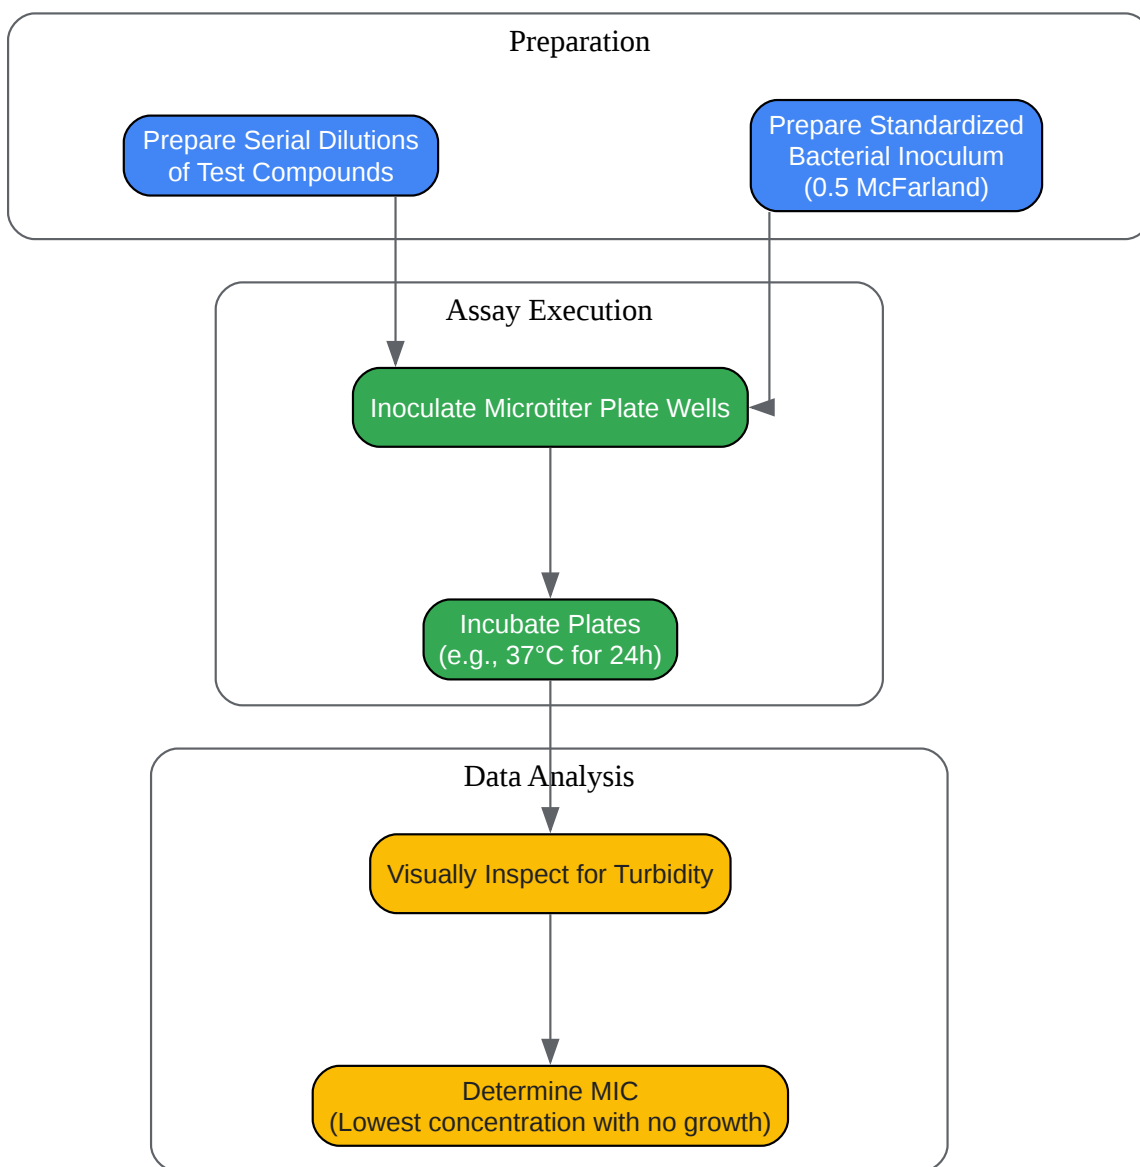 Preparation
Prepare Serial Dilutions
of Test Compounds
Prepare Standardized
Bacterial Inoculum
(0.5 McFarland)
Assay Execution
Inoculate Microtiter Plate Wells
Incubate Plates
(e.g., 37°C for 24h)
Data Analysis
Visually Inspect for Turbidity
Determine MIC
(Lowest concentration with no growth)